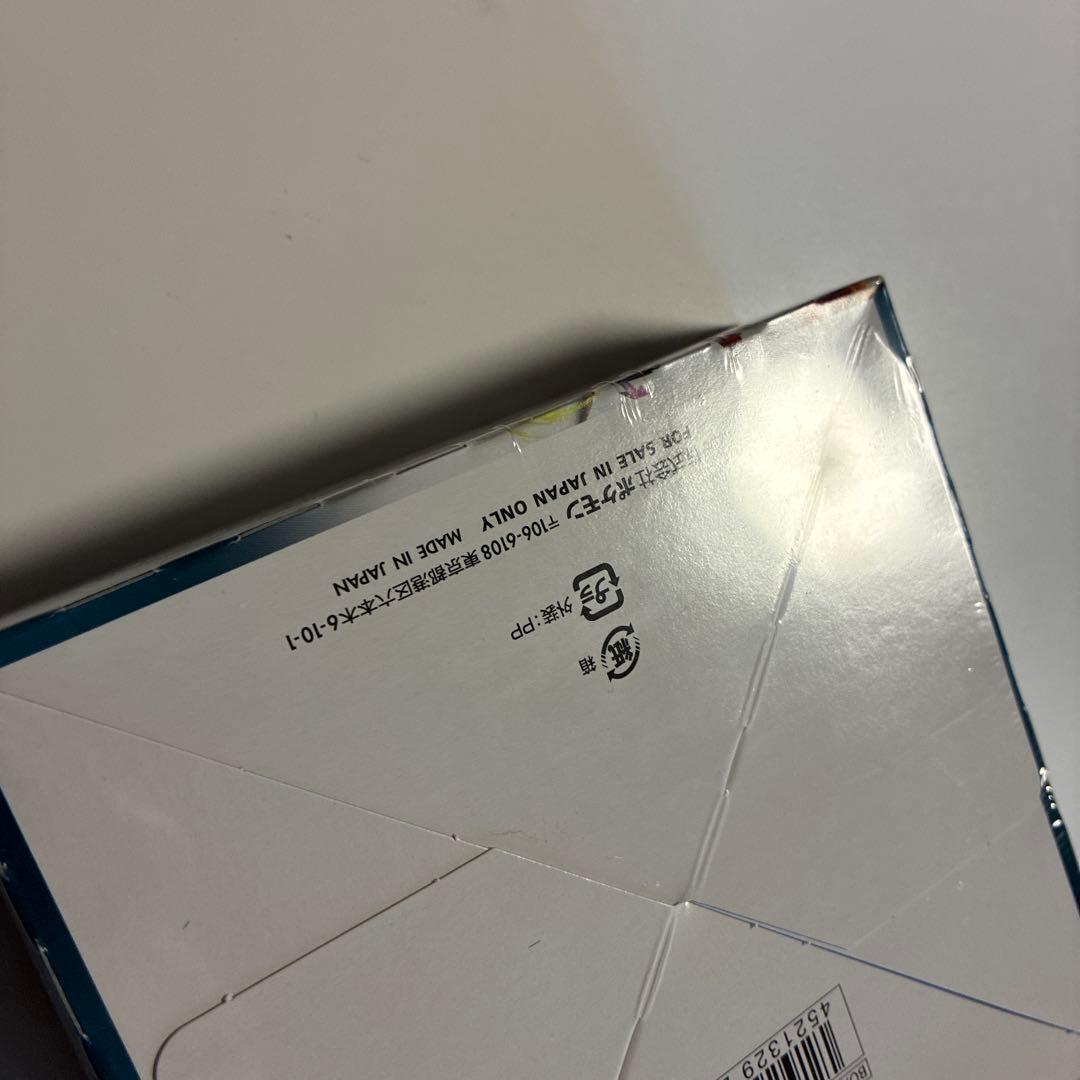 箱
紙
外装:PP
プラ
式会社ポケモン 〒106-6108 東京都港区六本木6-10-1
FOR SALE IN JAPAN ONLY MADE IN JAPAN
4521329